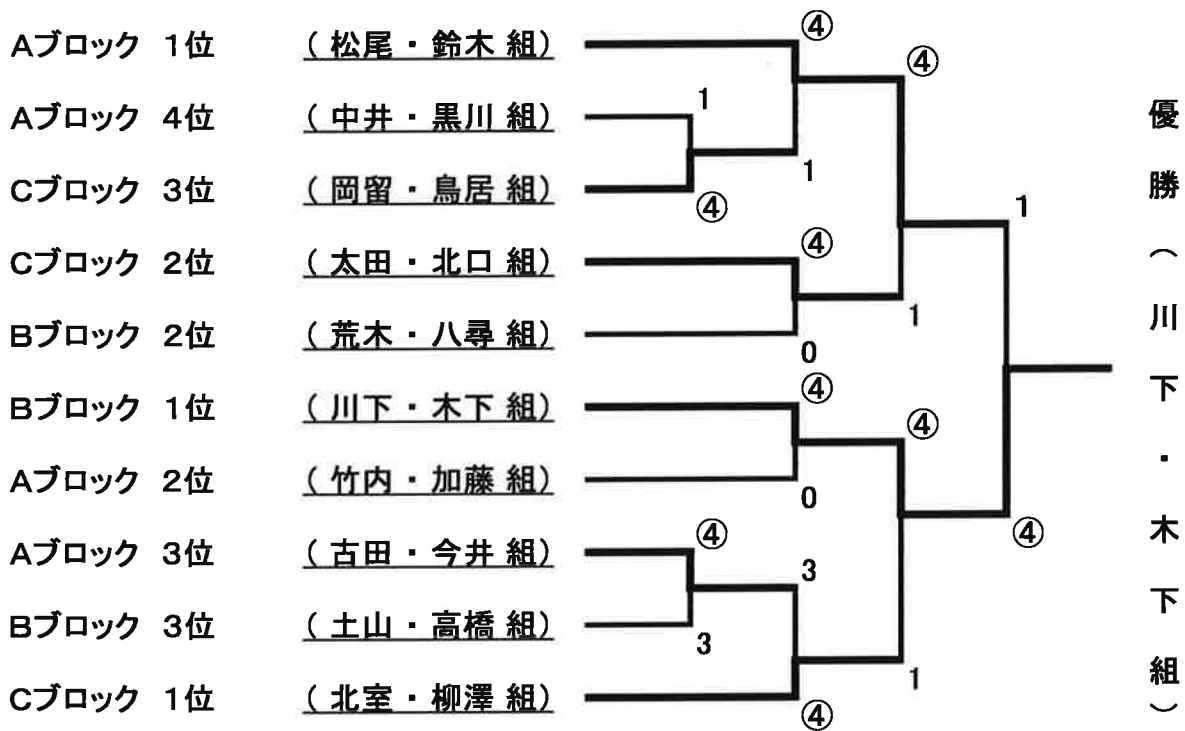 ④
Aブロック 1位 (松尾・鈴木 組)
④
Aブロック 4位 (中井・黒川 組) 1
1
Cブロック 3位 (岡留・鳥居 組)
④ 1
Cブロック 2位 (太田・北口 組) ④
1
Bブロック 2位 (荒木・八尋 組)
0
④
Bブロック 1位 (川下・木下 組)
④
Aブロック 2位 (竹内・加藤 組)
0
④ ④
Aブロック 3位 (古田・今井 組)
3
Bブロック 3位 (土山・高橋 組)
3
1
Cブロック 1位 (北室・柳澤 組)
④
優勝(川下・木下組)